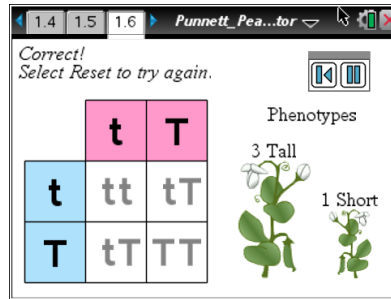 1.4 1.5 1.6 Punnett_Pea...tor
Correct!
Select Reset to try again.
Phenotypes
3 Tall
1 Short
t T
t tt tT
T tT TT